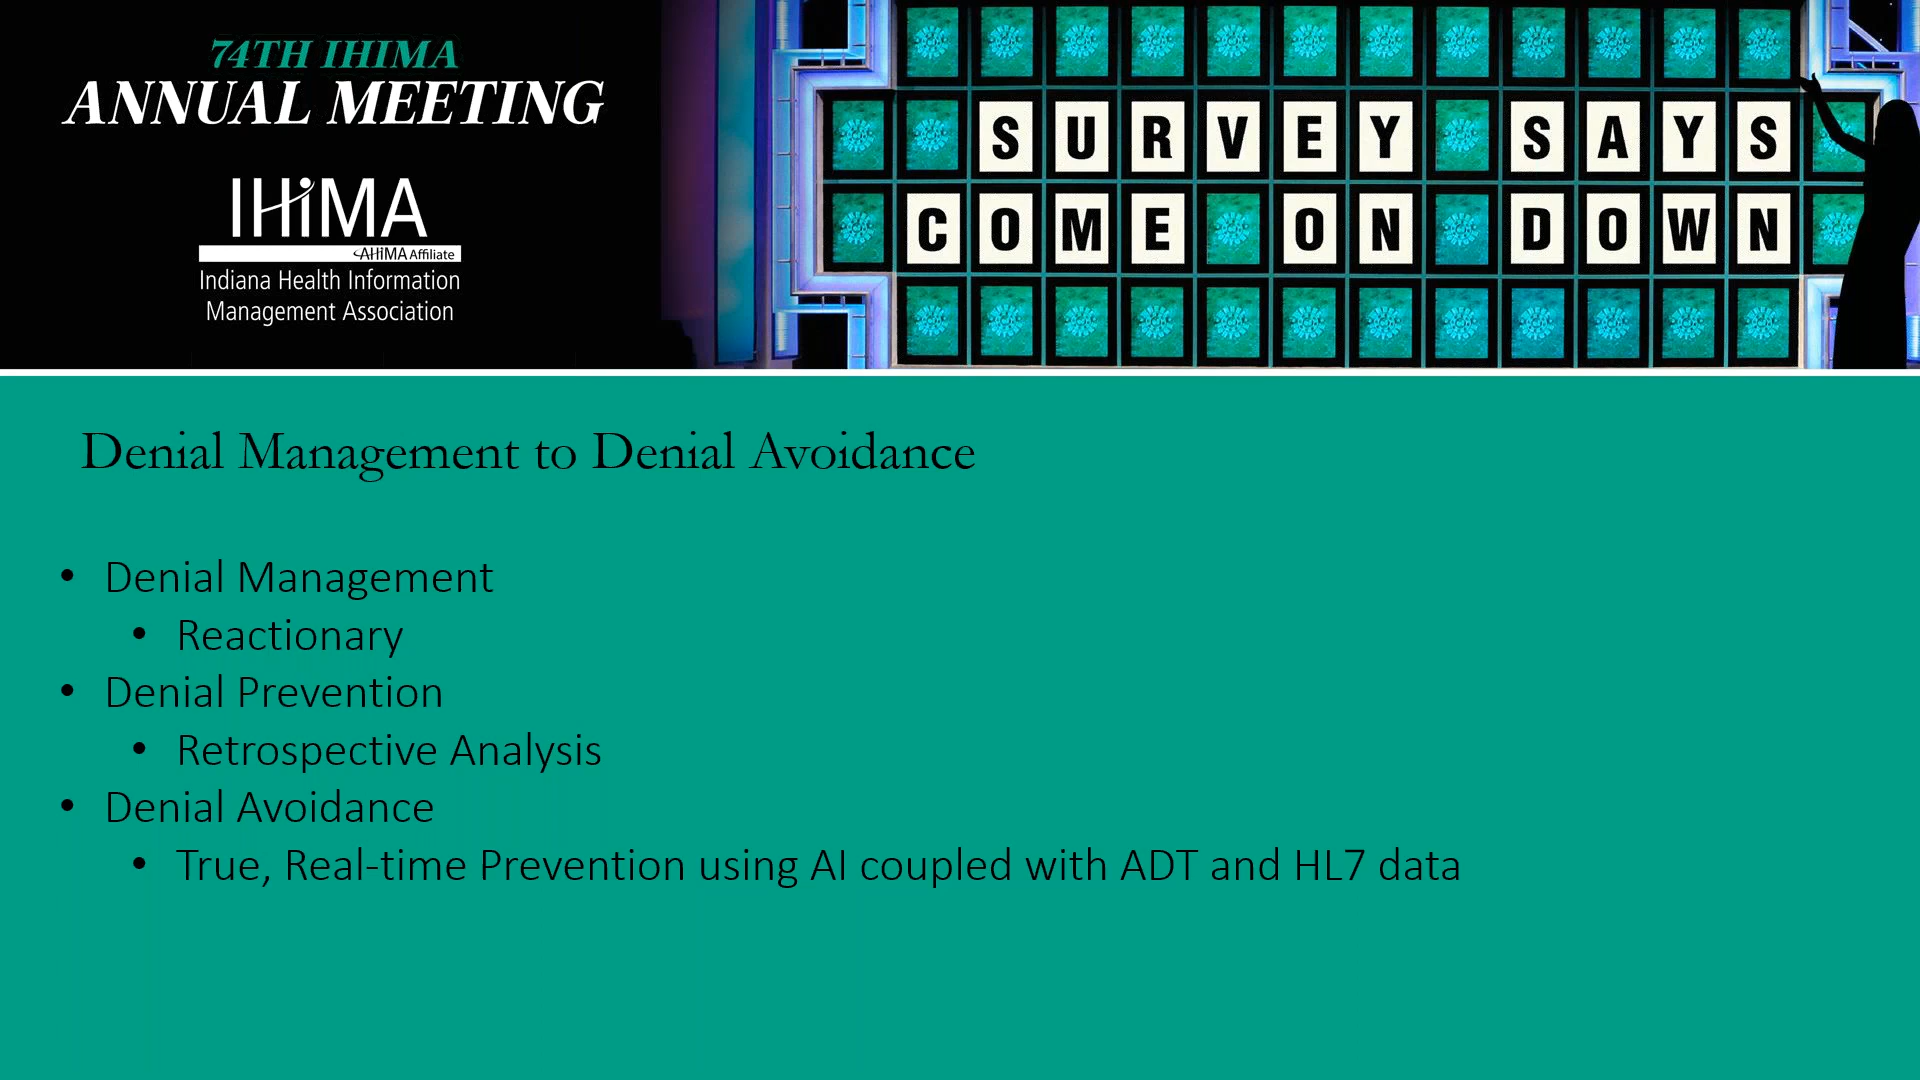 74TH IHIMA
ANNUAL MEETING
IHIMA
AHIMA Affiliate
Indiana Health Information
Management Association
SURVEY SAYS
COME ON DOWN
Denial Management to Denial Avoidance
• Denial Management
• Reactionary
• Denial Prevention
• Retrospective Analysis
• Denial Avoidance
• True, Real-time Prevention using AI coupled with ADT and HL7 data